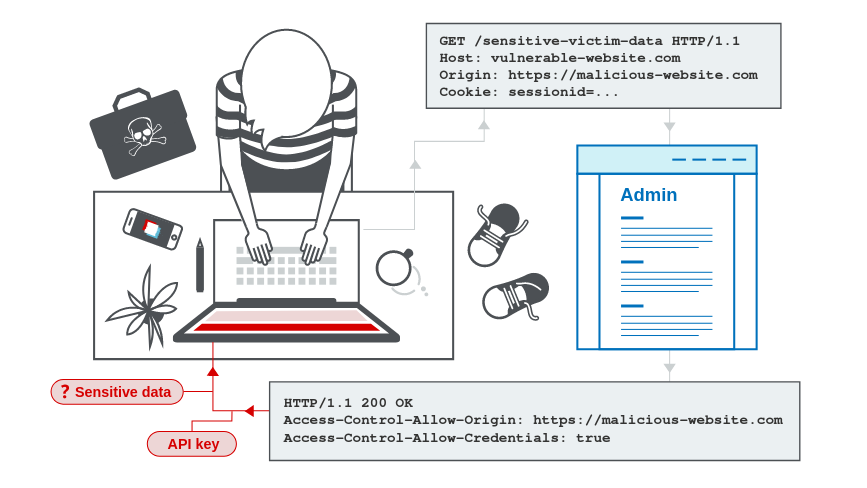 GET /sensitive-victim-data HTTP/1.1
Host: vulnerable-website.com
Origin: https://malicious-website.com
Cookie: sessionid=...
Admin
? Sensitive data
API key
HTTP/1.1 200 OK
Access-Control-Allow-Origin: https://malicious-website.com
Access-Control-Allow-Credentials: true